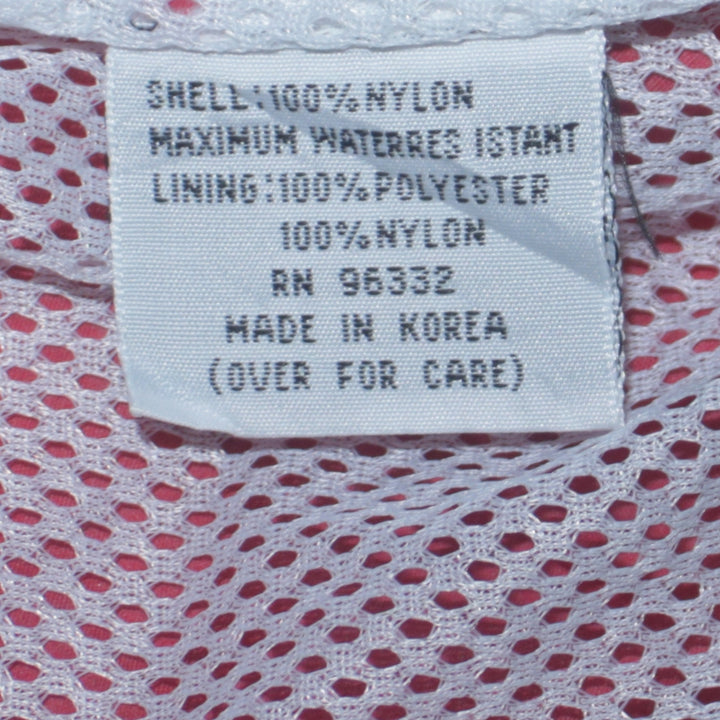 SHELL:100%NYLON
MAXIMUM WATERRES ISTANT
LINING:100%POLYESTER
100%NYLON
RN 96332
MADE IN KOREA
(OVER FOR CARE)